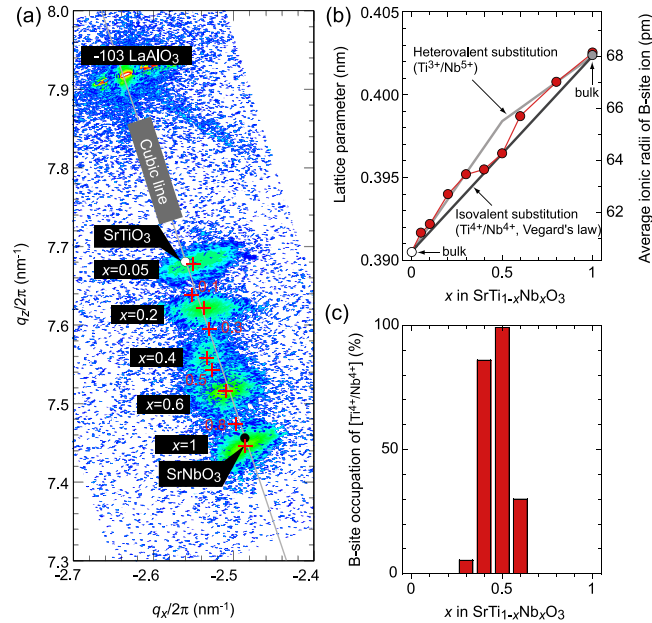 (a)
8.0
7.9
7.8
7.7
7.6
7.5
7.4
7.3
-2.7
-2.6
-2.5
-2.4
qz/2π (nm-1)
qx/2π (nm-1)
-103 LaAlO3
Cubic line
SrTiO3
x=0.05
0.1
x=0.2
0.3
x=0.4
0.5
x=0.6
0.8
x=1
SrNbO3
(b)
0.405
0.400
0.395
0.390
Lattice parameter (nm)
70
68
66
64
62
Average ionic radii of B-site ion (pm)
Heterovalent substitution
(Ti3+/Nb5+)
bulk
Isovalent substitution
(Ti4+/Nb4+, Vegard's law)
bulk
0
0.5
1
x in SrTi1-xNbxO3
(c)
100
50
0
B-site occupation of [Ti4+/Nb4+] (%)
0
0.5
1
x in SrTi1-xNbxO3